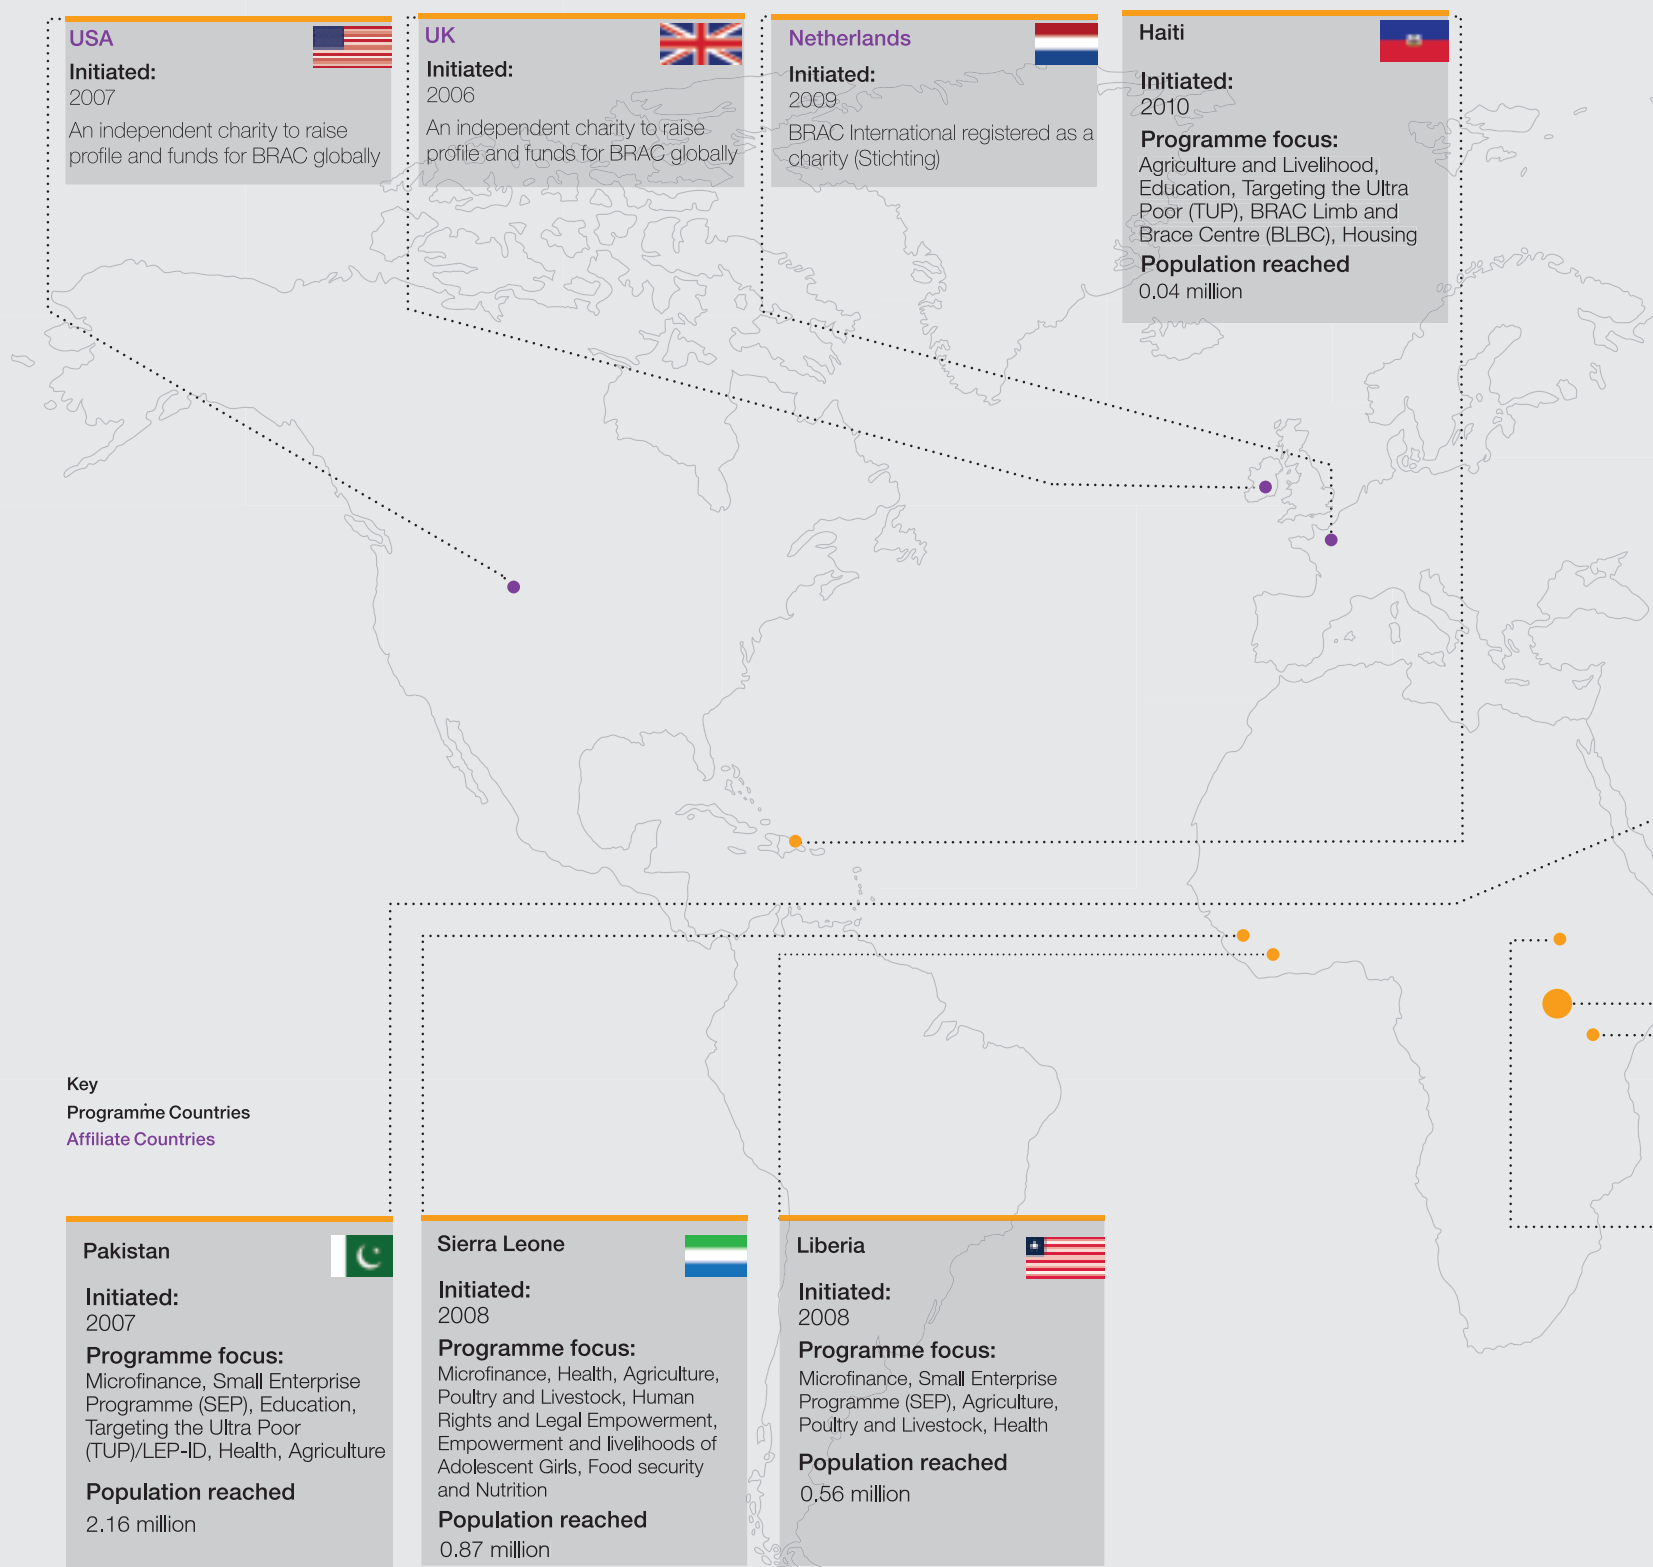 USA
Initiated:
2007
An independent charity to raise
profile and funds for BRAC globally
UK
Initiated:
2006
An independent charity to raise
profile and funds for BRAC globally
Netherlands
Initiated:
2009
BRAC International registered as a
charity (Stichting)
Haiti
Initiated:
2010
Programme focus:
Agriculture and Livelihood,
Education, Targeting the Ultra
Poor (TUP), BRAC Limb and
Brace Centre (BLBC), Housing
Population reached
0.04 million
Key
Programme Countries
Affiliate Countries
Pakistan
Initiated:
2007
Programme focus:
Microfinance, Small Enterprise
Programme (SEP), Education,
Targeting the Ultra Poor
(TUP)/LEP-ID, Health, Agriculture
Population reached
2.16 million
Sierra Leone
Initiated:
2008
Programme focus:
Microfinance, Health, Agriculture,
Poultry and Livestock, Human
Rights and Legal Empowerment,
Empowerment and livelihoods of
Adolescent Girls, Food security
and Nutrition
Population reached
0.87 million
Liberia
Initiated:
2008
Programme focus:
Microfinance, Small Enterprise
Programme (SEP), Agriculture,
Poultry and Livestock, Health
Population reached
0.56 million